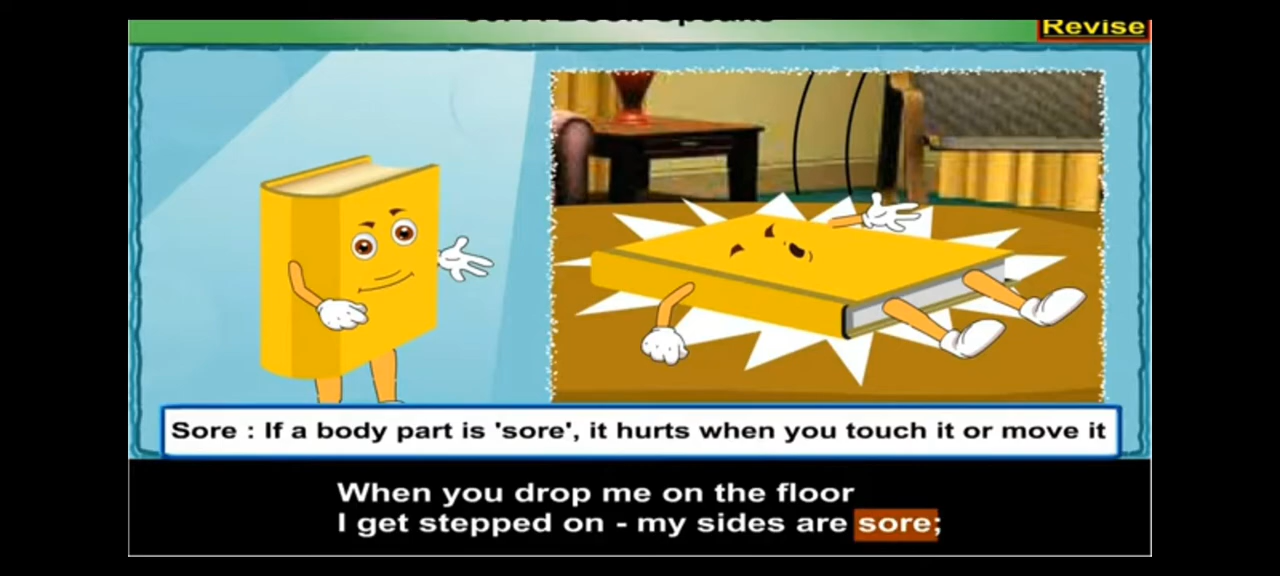 Revise
Sore : If a body part is 'sore', it hurts when you touch it or move it
When you drop me on the floor
I get stepped on - my sides are sore;